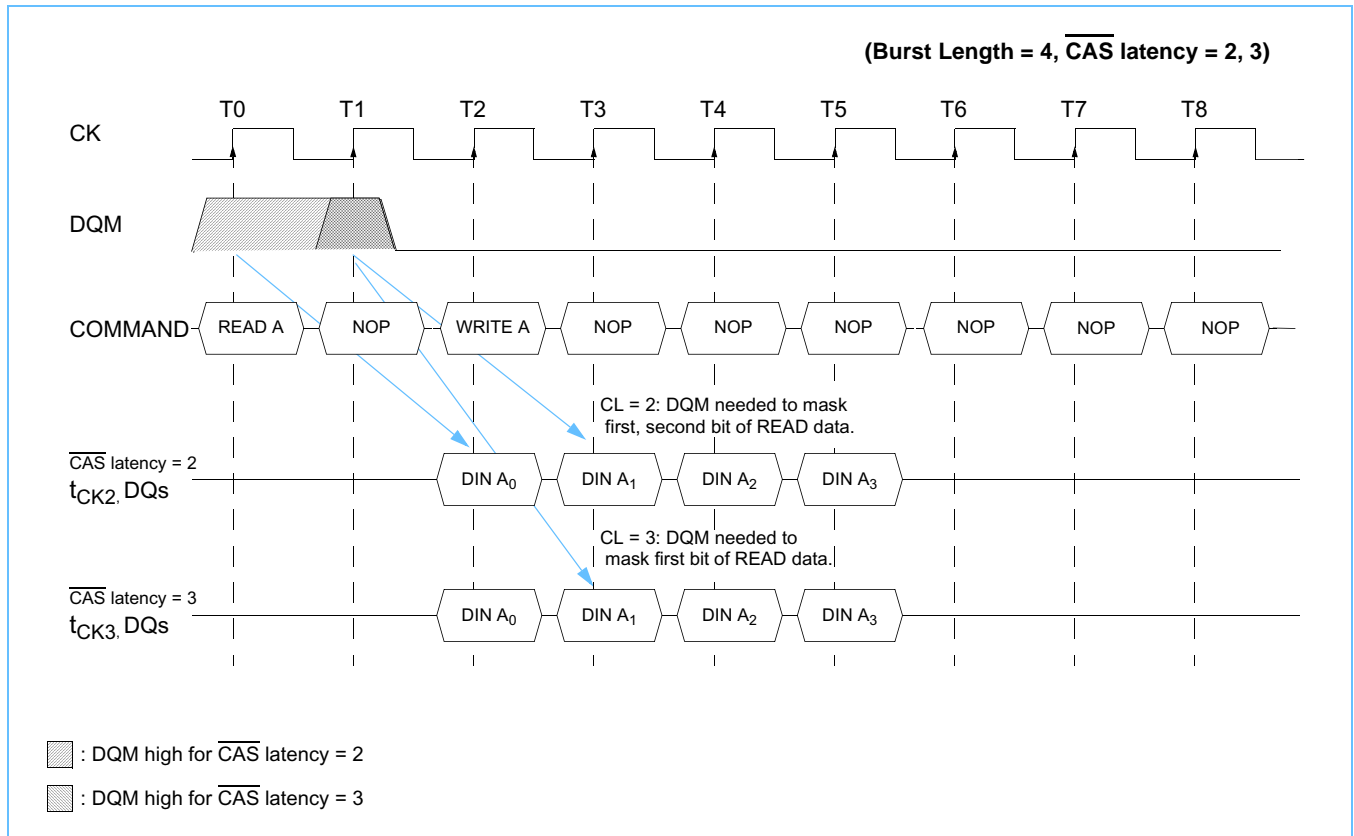 (Burst Length = 4, CAS latency = 2, 3)
T0 T1 T2 T3 T4 T5 T6 T7 T8
CK
DQM
COMMAND READ A NOP WRITE A NOP NOP NOP NOP NOP NOP
CL = 2: DQM needed to mask
first, second bit of READ data.
CAS latency = 2
tCK2, DQs DIN A0 DIN A1 DIN A2 DIN A3
CL = 3: DQM needed to
mask first bit of READ data.
CAS latency = 3
tCK3, DQs DIN A0 DIN A1 DIN A2 DIN A3
: DQM high for CAS latency = 2
: DQM high for CAS latency = 3